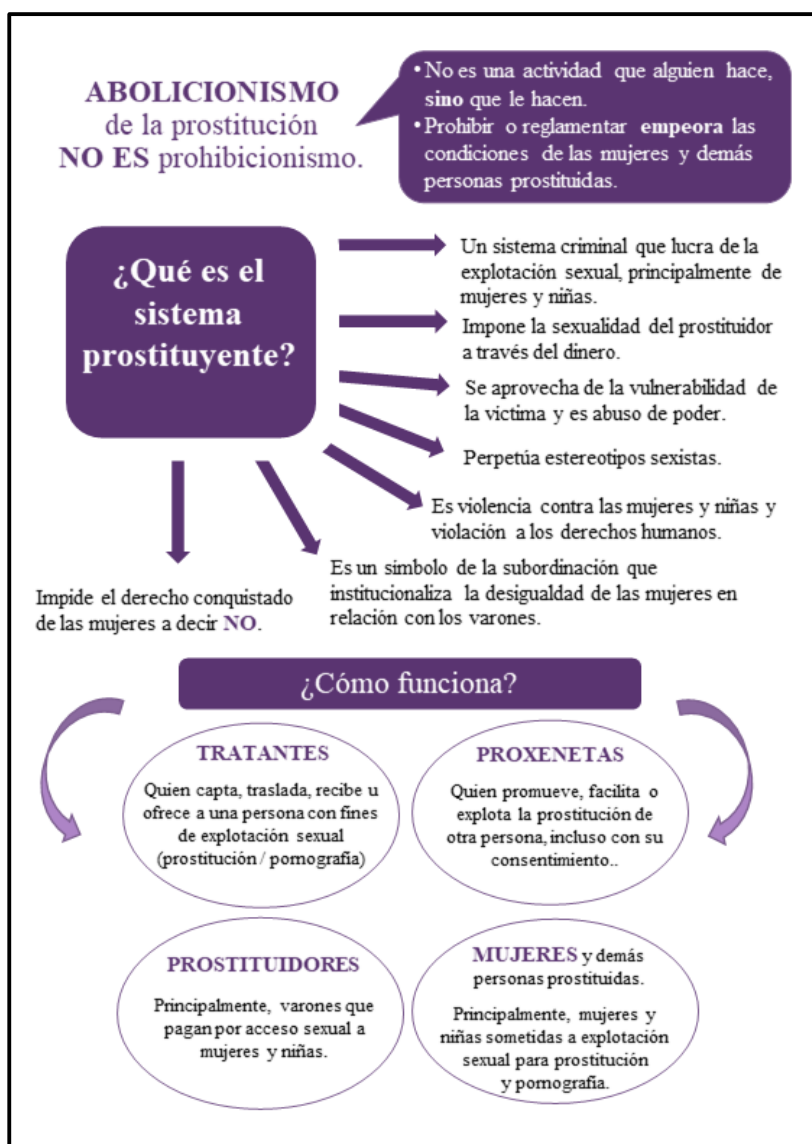 ABOLICIONISMO
de la prostitución
NO ES prohibicionismo.
• No es una actividad que alguien hace,
sino que le hacen.
• Prohibir o reglamentar empeora las
condiciones de las mujeres y demás
personas prostituidas.
¿Qué es el
sistema
prostituyente?
Un sistema criminal que lucra de la
explotación sexual, principalmente de
mujeres y niñas.
Impone la sexualidad del prostituidor
a través del dinero.
Se aprovecha de la vulnerabilidad de
la victima y es abuso de poder.
Perpetúa estereotipos sexistas.
Es violencia contra las mujeres y niñas y
violación a los derechos humanos.
Es un simbolo de la subordinación que
institucionaliza la desigualdad de las mujeres en
relación con los varones.
Impide el derecho conquistado
de las mujeres a decir NO.
¿Cómo funciona?
TRATANTES
Quien capta, traslada, recibe u
ofrece a una persona con fines
de explotación sexual
(prostitución / pornografía)
PROXENETAS
Quien promueve, facilita o
explota la prostitución de
otra persona, incluso con su
consentimiento..
PROSTITUIDORES
Principalmente, varones que
pagan por acceso sexual a
mujeres y niñas.
MUJERES y demás
personas prostituidas.
Principalmente, mujeres y
niñas sometidas a explotación
sexual para prostitución
y pornografía.